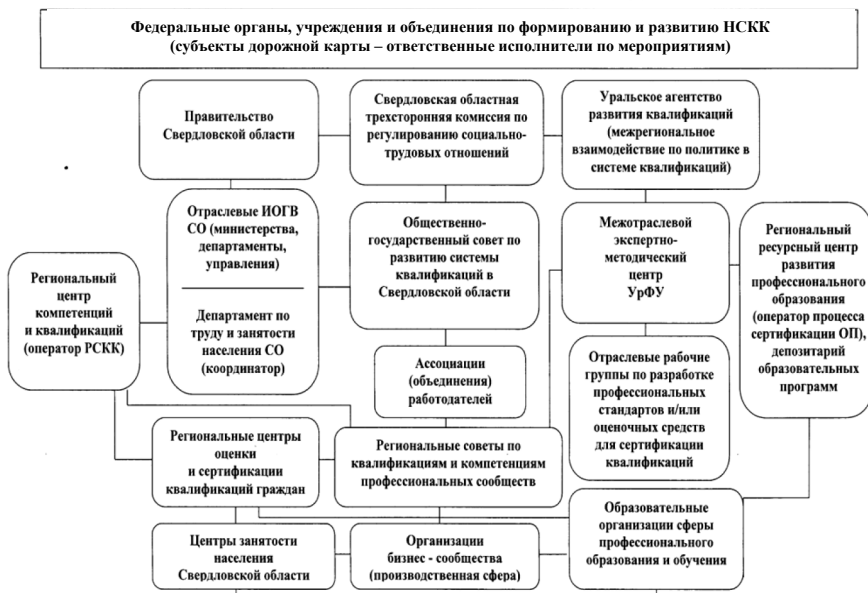 Федеральные органы, учреждения и объединения по формированию и развитию НСКК
(субъекты дорожной карты – ответственные исполнители по мероприятиям)
Правительство
Свердловской области
Свердловская областная
трехсторонняя комиссия по
регулированию социально-
трудовых отношений
Уральское агентство
развития квалификаций
(межрегиональное
взаимодействие по политике в
системе квалификаций)
Отраслевые ИОГВ
СО (министерства,
департаменты,
управления)
Департамент по
труду и занятости
населения СО
(координатор)
Общественно-
государственный совет по
развитию системы
квалификаций в
Свердловской области
Межотраслевой
экспертно-
методический
центр
УрФУ
Региональный
ресурсный центр
развития
профессионального
образования
(оператор процесса
сертификации ОП),
депозитарий
образовательных
программ
Региональный
центр
компетенций
и квалификаций
(оператор РСКК)
Ассоциации
(объединения)
работодателей
Отраслевые рабочие
группы по разработке
профессиональных
стандартов и/или
оценочных средств
для сертификации
квалификаций
Региональные центры
оценки
и сертификации
квалификаций граждан
Региональные советы по
квалификациям и компетенциям
профессиональных сообществ
Образовательные
организации сферы
профессионального
образования и обучения
Центры занятости
населения
Свердловской области
Организации
бизнес - сообщества
(производственная сфера)